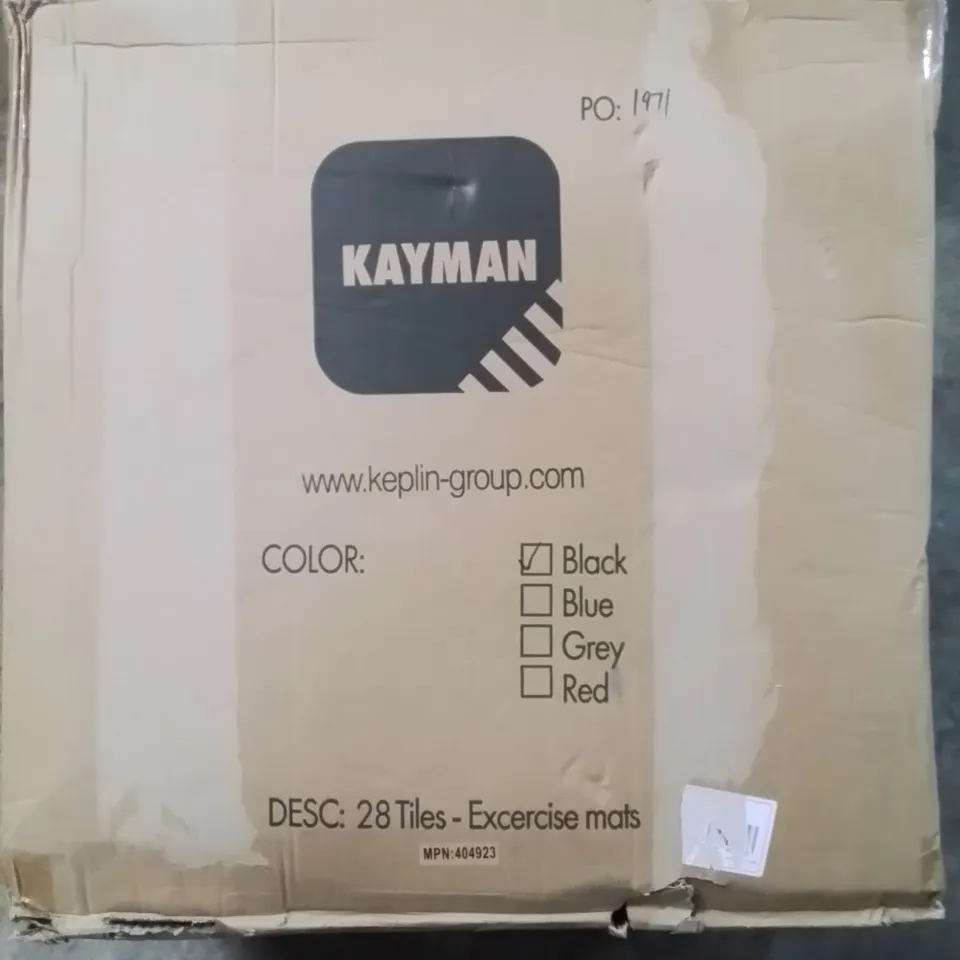 PO: 1971
KAYMAN
www.keplin-group.com
COLOR:
Black
Blue
Grey
Red
DESC: 28 Tiles - Excercise mats
MPN:404923